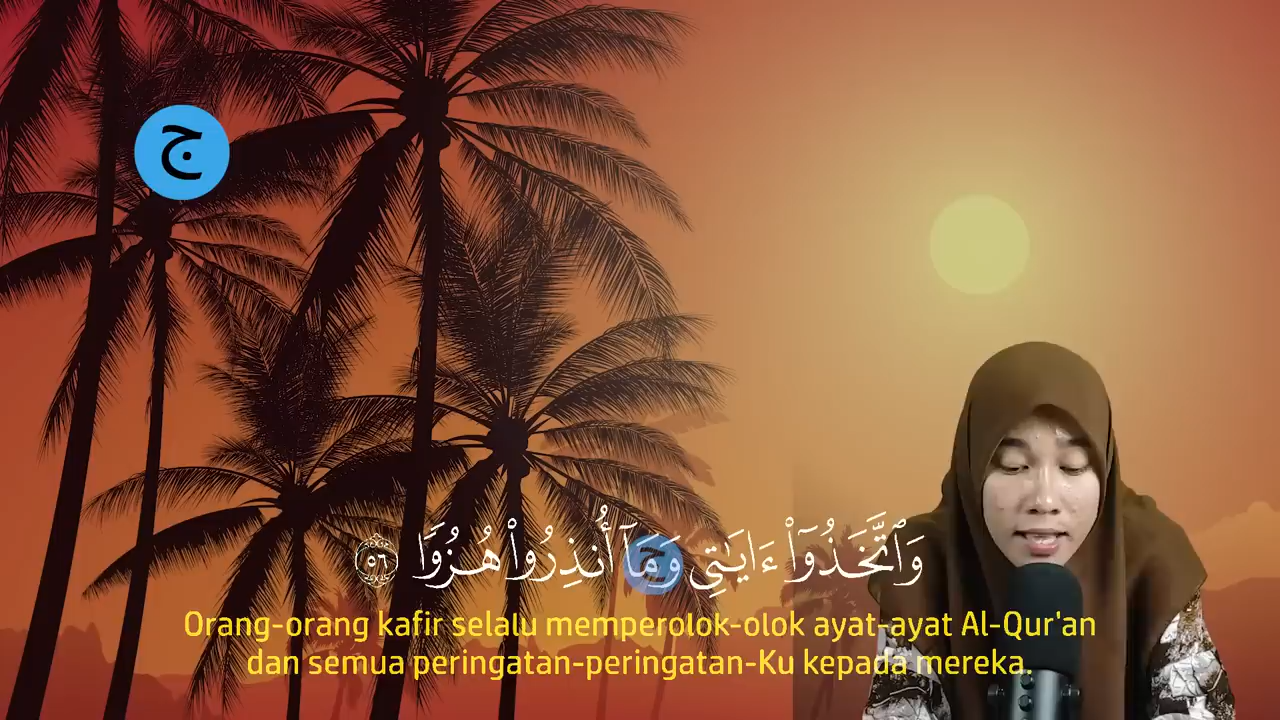 ج
وَٱتَّخَذُوٓا۟ ءَايَـٰتِى وَمَآ أُنذِرُوا۟ هُزُوًا ٥٦
ج
Orang-orang kafir selalu memperolok-olok ayat-ayat Al-Qur'an
dan semua peringatan-peringatan-Ku kepada mereka.